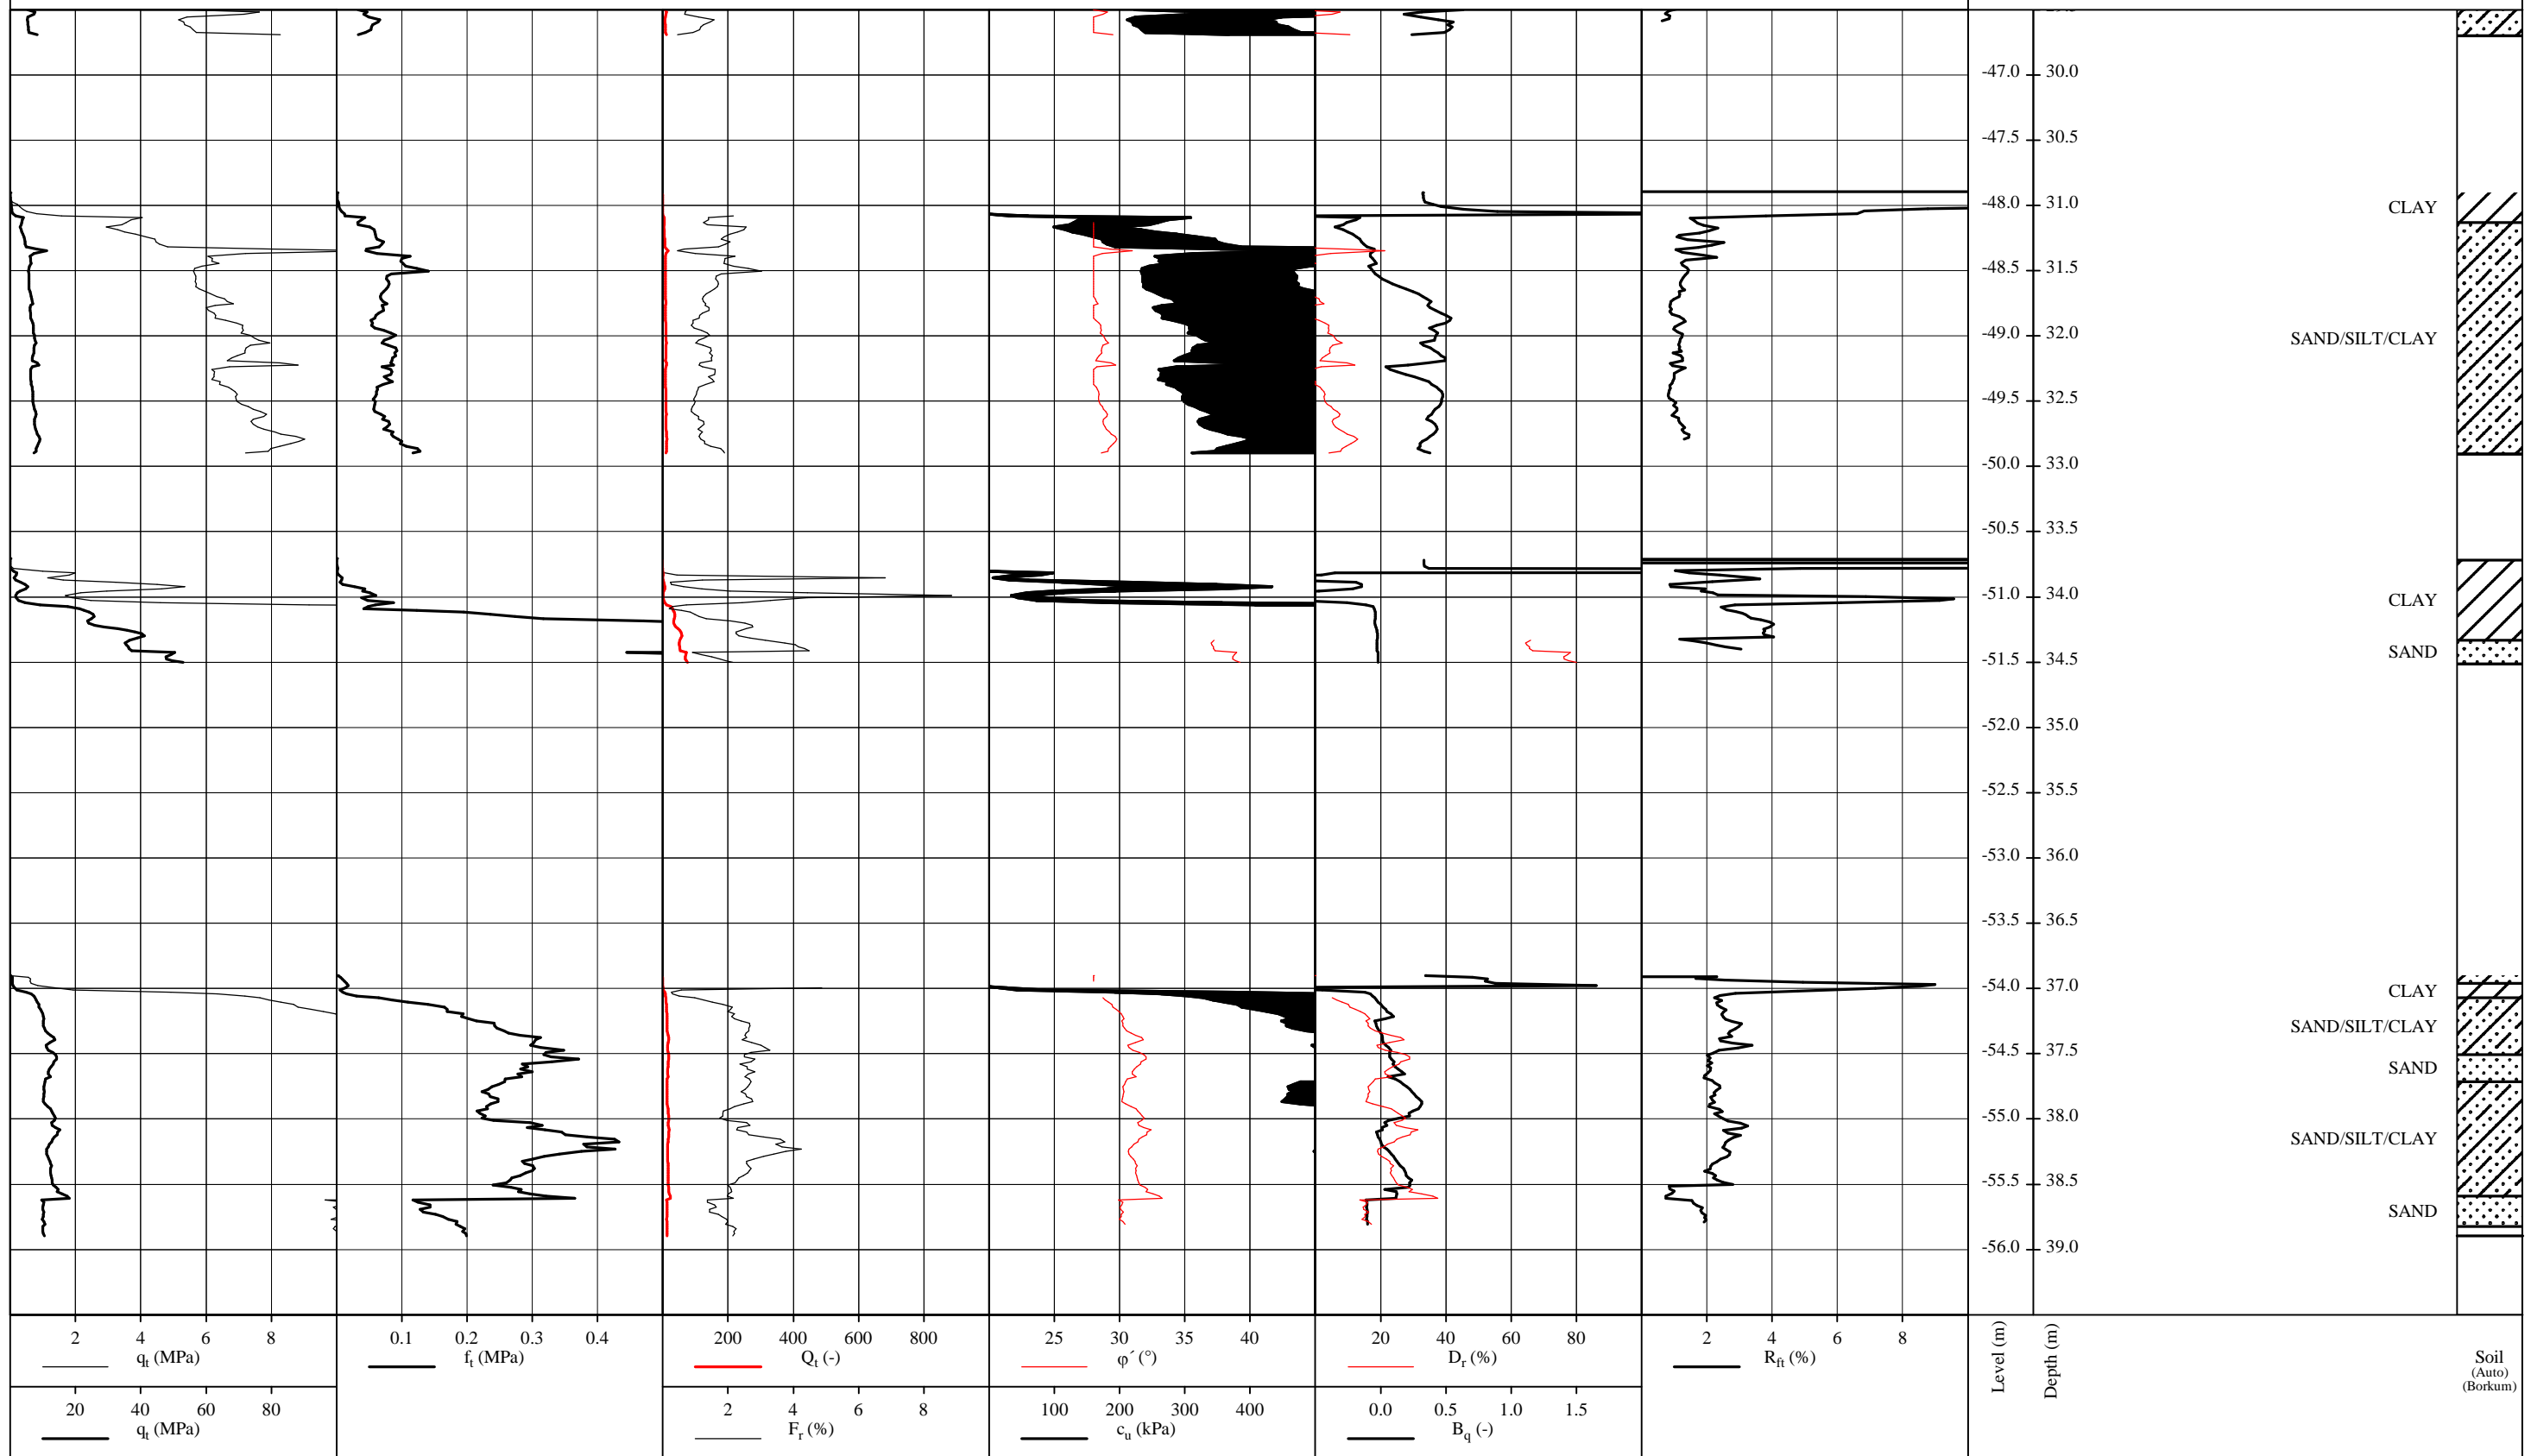 -47.0 30.0
-47.5 30.5
-48.0 31.0 CLAY
-48.5 31.5
-49.0 32.0 SAND/SILT/CLAY
-49.5 32.5
-50.0 33.0
-50.5 33.5
-51.0 34.0 CLAY
SAND
-51.5 34.5
-52.0 35.0
-52.5 35.5
-53.0 36.0
-53.5 36.5
-54.0 37.0 CLAY
SAND/SILT/CLAY
-54.5 37.5
SAND
-55.0 38.0
SAND/SILT/CLAY
-55.5 38.5
SAND
-56.0 39.0
2 4 6 8 0.1 0.2 0.3 0.4 200 400 600 800 25 30 35 40 20 40 60 80 2 4 6 8
qt (MPa) ft (MPa) Qt (-) φ´ (°) Dr (%) Rft (%)
20 40 60 80 2 4 6 8 100 200 300 400 0.0 0.5 1.0 1.5
qt (MPa) Fr (%) cu (kPa) Bq (-)
Level (m)
Depth (m)
Soil
(Auto)
(Borkum)